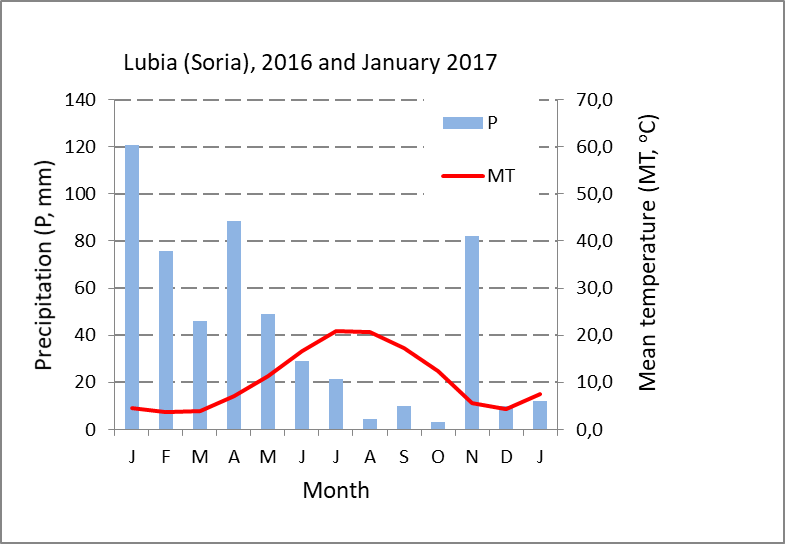 Lubia (Soria), 2016 and January 2017
140
120
100
80
60
40
20
0
Precipitation (P, mm)
70,0
60,0
50,0
40,0
30,0
20,0
10,0
0,0
Mean temperature (MT, ºC)
P
MT
J F M A M J J A S O N D J
Month